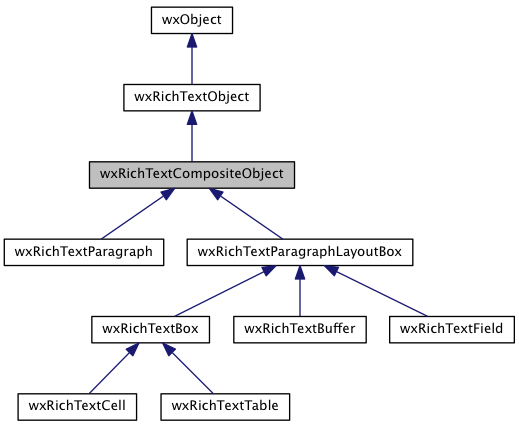 wxObject
wxRichTextObject
wxRichTextCompositeObject
wxRichTextParagraph
wxRichTextParagraphLayoutBox
wxRichTextBox
wxRichTextBuffer
wxRichTextField
wxRichTextCell
wxRichTextTable